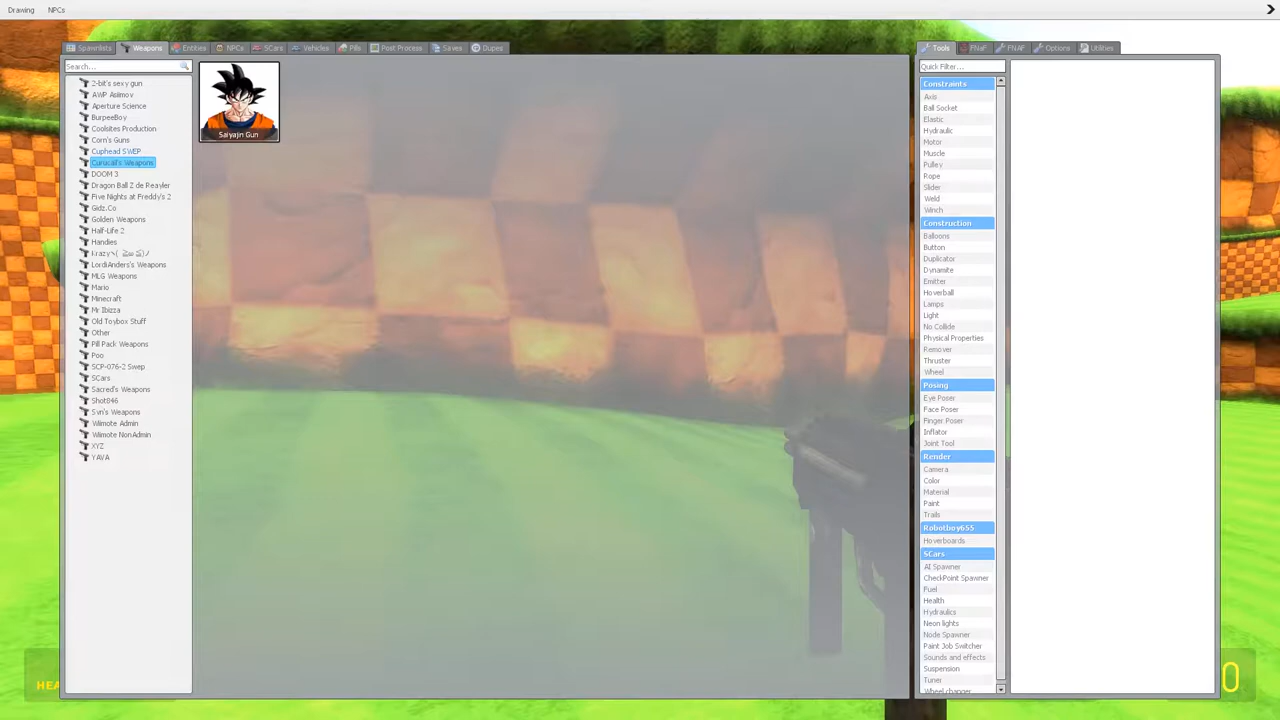 Drawing NPCs
Spawnlists Weapons Entities NPCs SCars Vehicles Pills Post Process Saves Dupes
Search...
2-bit's sexy gun
AWP Asiimov
Aperture Science
BurpeeBoy
Coolsites Production
Corn's Guns
Cuphead SWEP
DOOM 3
Dragon Ball Z de Reayler
Five Nights at Freddy's 2
Gidz.Co
Golden Weapons
Half-Life 2
Handies
LordiAnders's Weapons
MLG Weapons
Mario
Minecraft
Mr Ibizza
Old Toybox Stuff
Other
Pill Pack Weapons
Poo
SCP-076-2 Swep
SCars
Sacred's Weapons
Shot846
Syn's Weapons
Wiimote Admin
Wiimote NonAdmin
XYZ
YAVA
Saiyajin Gun
Tools FNaF FNAF Options Utilities
Quick Filter...
Constraints
Axis
Ball Socket
Elastic
Hydraulic
Motor
Muscle
Pulley
Rope
Slider
Weld
Winch
Construction
Balloons
Button
Duplicator
Dynamite
Emitter
Hoverball
Lamps
Light
No Collide
Physical Properties
Remover
Thruster
Wheel
Posing
Eye Poser
Face Poser
Finger Poser
Inflator
Joint Tool
Render
Camera
Color
Material
Paint
Trails
Robotboy655
Hoverboards
SCars
AI Spawner
CheckPoint Spawner
Fuel
Health
Hydraulics
Neon lights
Node Spawner
Paint Job Switcher
Sounds and effects
Suspension
Tuner
Wheel changer
HEA
0